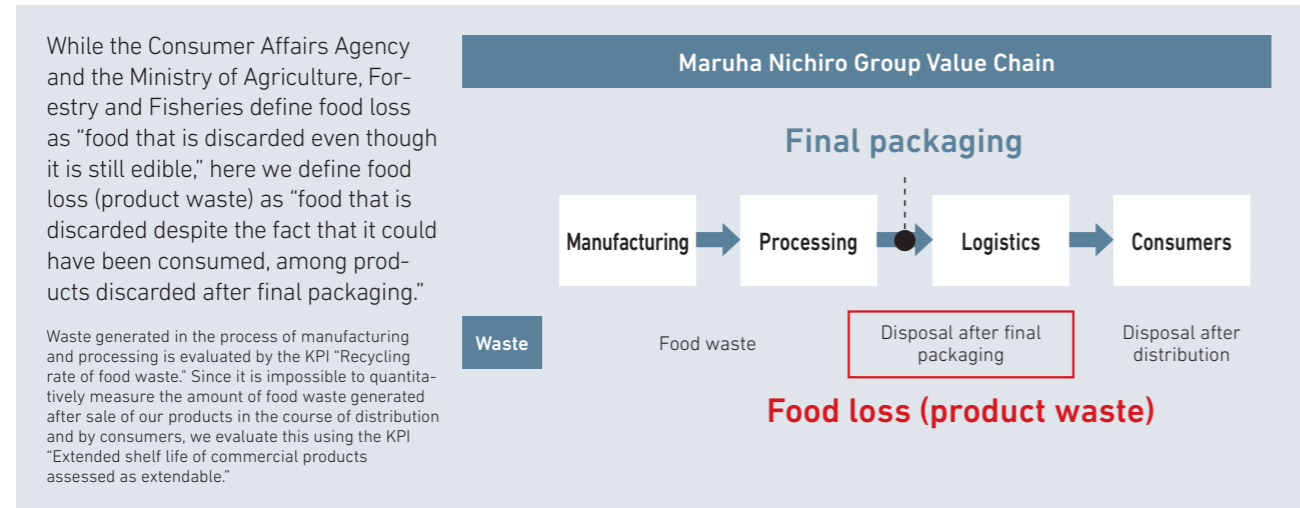 While the Consumer Affairs Agency
and the Ministry of Agriculture, For-
estry and Fisheries define food loss
as “food that is discarded even though
it is still edible,” here we define food
loss (product waste) as “food that is
discarded despite the fact that it could
have been consumed, among prod-
ucts discarded after final packaging.”
Waste generated in the process of manufacturing
and processing is evaluated by the KPI “Recycling
rate of food waste.” Since it is impossible to quantita-
tively measure the amount of food waste generated
after sale of our products in the course of distribution
and by consumers, we evaluate this using the KPI
“Extended shelf life of commercial products
assessed as extendable.”
Maruha Nichiro Group Value Chain
Final packaging
Manufacturing
Processing
Logistics
Consumers
Waste
Food waste
Disposal after final
packaging
Disposal after
distribution
Food loss (product waste)